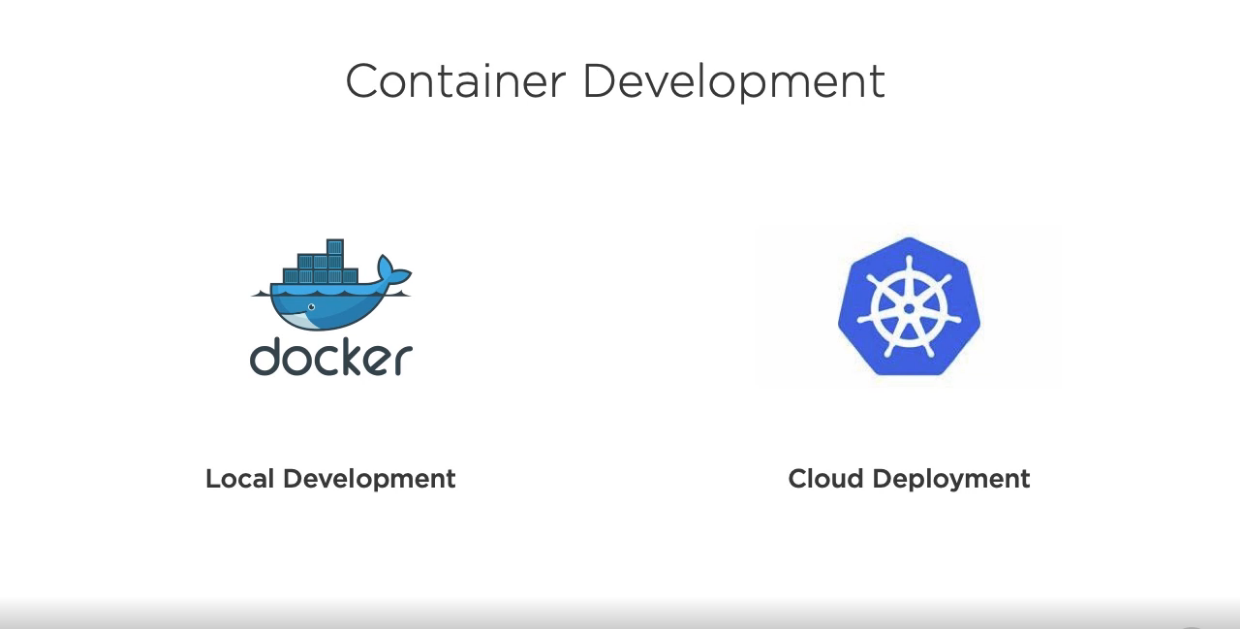 Container Development
docker
Local Development
Cloud Deployment